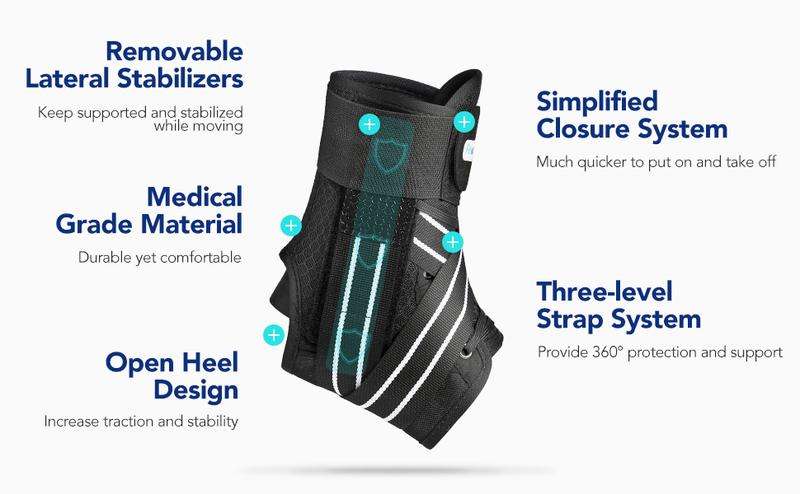 Removable
Lateral Stabilizers
Keep supported and stabilized
while moving
Medical
Grade Material
Durable yet comfortable
Open Heel
Design
Increase traction and stability
Simplified
Closure System
Much quicker to put on and take off
Three-level
Strap System
Provide 360° protection and support